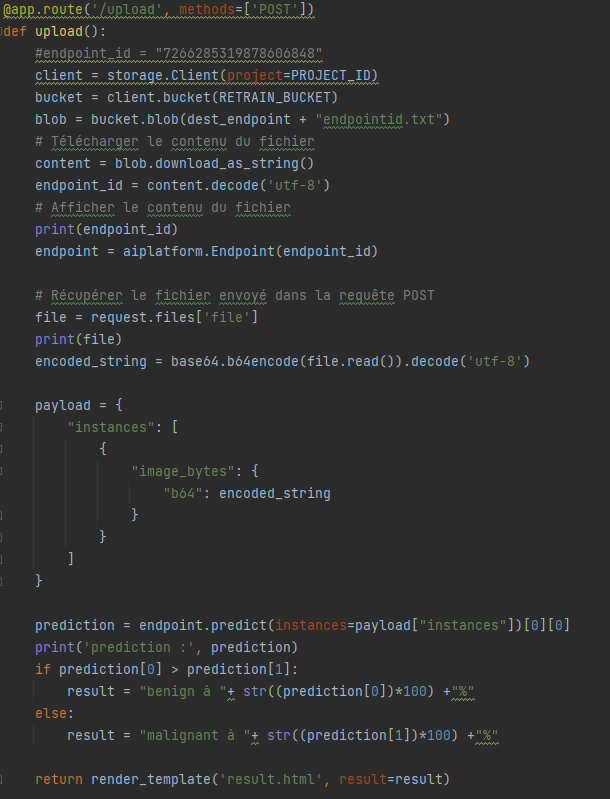 @app.route('/upload', methods=['POST'])
def upload():
    #endpoint_id = "7266285319878606848"
    client = storage.Client(project=PROJECT_ID)
    bucket = client.bucket(RETRAIN_BUCKET)
    blob = bucket.blob(dest_endpoint + "endpointid.txt")
    # Télécharger le contenu du fichier
    content = blob.download_as_string()
    endpoint_id = content.decode('utf-8')
    # Afficher le contenu du fichier
    print(endpoint_id)
    endpoint = aiplatform.Endpoint(endpoint_id)

    # Récupérer le fichier envoyé dans la requête POST
    file = request.files['file']
    print(file)
    encoded_string = base64.b64encode(file.read()).decode('utf-8')

    payload = {
        "instances": [
            {
                "image_bytes": {
                    "b64": encoded_string
                }
            }
        ]
    }

    prediction = endpoint.predict(instances=payload["instances"])[0][0]
    print('prediction :', prediction)
    if prediction[0] > prediction[1]:
        result = "benign à "+ str((prediction[0])*100) +"%"
    else:
        result = "malignant à "+ str((prediction[1])*100) +"%"

    return render_template('result.html', result=result)